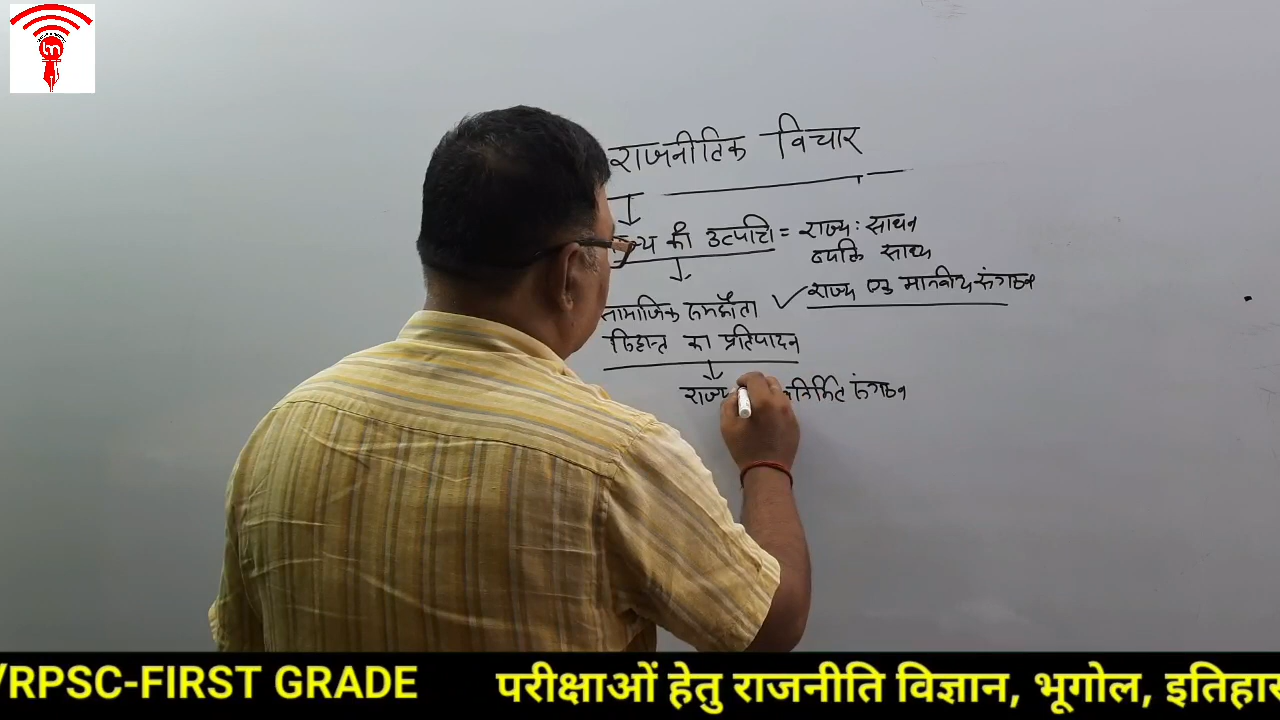 राजनीतिक विचार
की उत्पत्ति = राज्य : साधन
व्यक्ति साध्य
सामाजिक समझौता ✓ राज्य एक मानवीय संगठन
सिद्धान्त का प्रतिपादन
राज्य संगठन
/RPSC-FIRST GRADE परीक्षाओं हेतु राजनीति विज्ञान, भूगोल, इतिहास